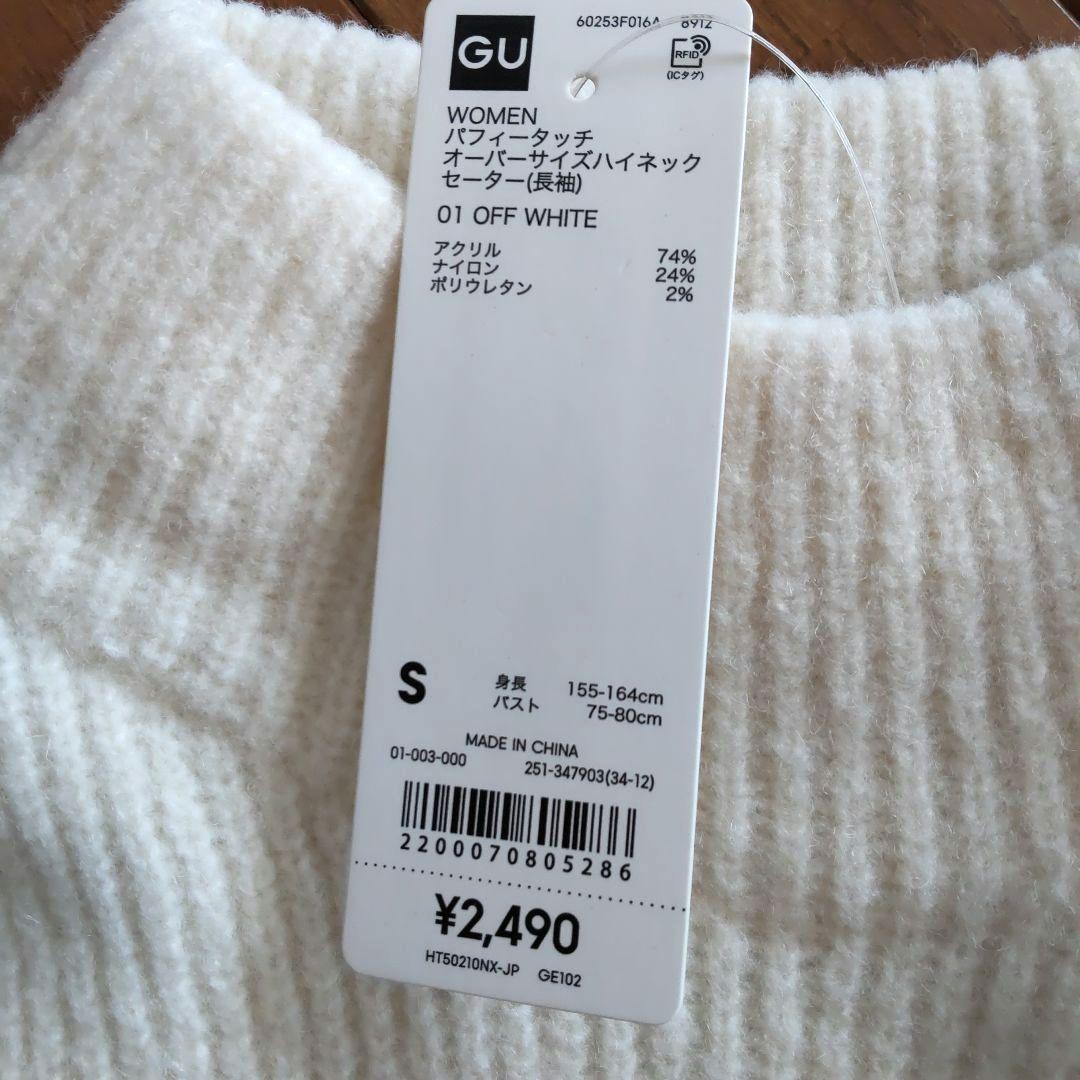 GU
60253F016A 8912
RFID
(ICタグ)
WOMEN
パフィータッチ
オーバーサイズハイネック
セーター(長袖)
01 OFF WHITE
アクリル 74%
ナイロン 24%
ポリウレタン 2%
S
身長 155-164cm
バスト 75-80cm
MADE IN CHINA
01-003-000 251-347903(34-12)
2200070805286
¥2,490
HT50210NX-JP GE102